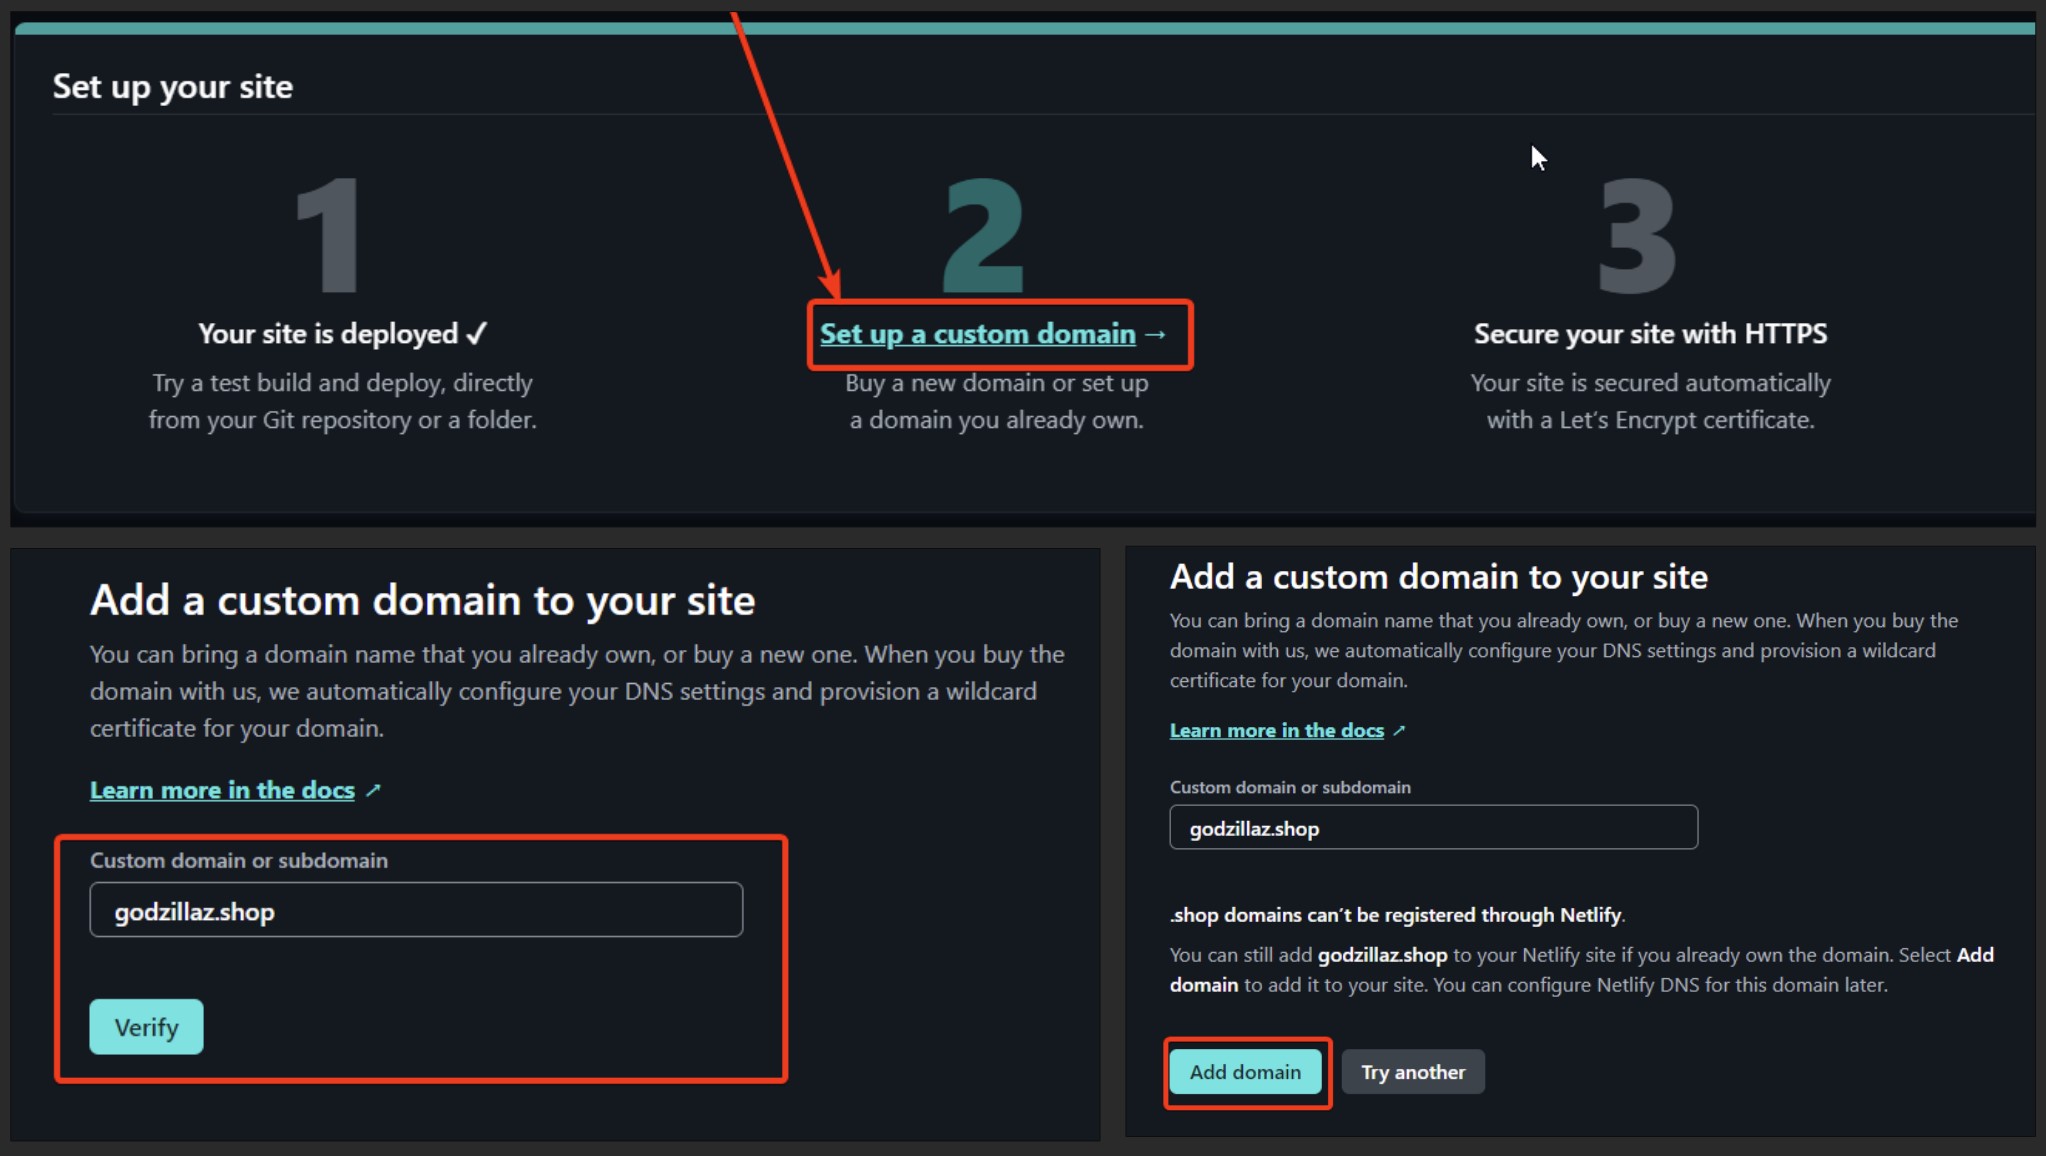 Set up your site
1
2
3
Your site is deployed ✓
Try a test build and deploy, directly
from your Git repository or a folder.
Set up a custom domain →
Buy a new domain or set up
a domain you already own.
Secure your site with HTTPS
Your site is secured automatically
with a Let’s Encrypt certificate.
Add a custom domain to your site
You can bring a domain name that you already own, or buy a new one. When you buy the
domain with us, we automatically configure your DNS settings and provision a wildcard
certificate for your domain.
Learn more in the docs ↗
Custom domain or subdomain
godzillaz.shop
Verify
Add a custom domain to your site
You can bring a domain name that you already own, or buy a new one. When you buy the
domain with us, we automatically configure your DNS settings and provision a wildcard
certificate for your domain.
Learn more in the docs ↗
Custom domain or subdomain
godzillaz.shop
.shop domains can’t be registered through Netlify.
You can still add godzillaz.shop to your Netlify site if you already own the domain. Select Add
domain to add it to your site. You can configure Netlify DNS for this domain later.
Add domain
Try another